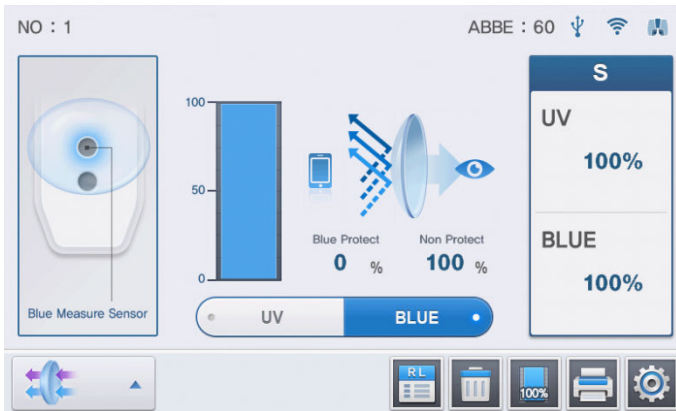 NO : 1
ABBE : 60
S
UV
100%
BLUE
100%
100
50
0
Blue Protect
0 %
Non Protect
100 %
Blue Measure Sensor
UV
BLUE
R L
100%